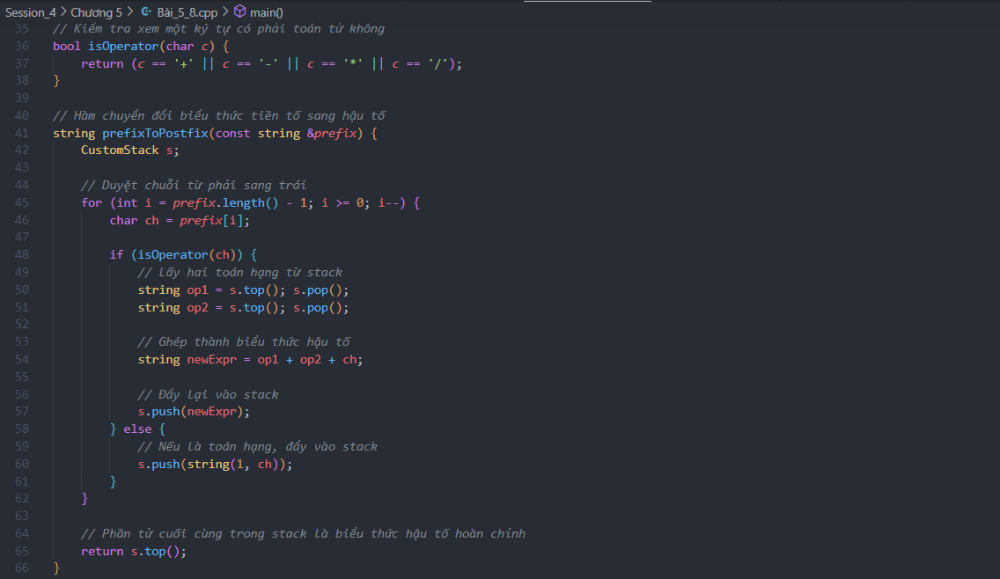 Session_4 > Chương 5 > Bài_5_8.cpp > main()
35 // Kiểm tra xem một ký tự có phải toán tử không
36 bool isOperator(char c) {
37     return (c == '+' || c == '-' || c == '*' || c == '/');
38 }
39
40 // Hàm chuyển đổi biểu thức tiền tố sang hậu tố
41 string prefixToPostfix(const string &prefix) {
42     CustomStack s;
43
44     // Duyệt chuỗi từ phải sang trái
45     for (int i = prefix.length() - 1; i >= 0; i--) {
46         char ch = prefix[i];
47
48         if (isOperator(ch)) {
49             // Lấy hai toán hạng từ stack
50             string op1 = s.top(); s.pop();
51             string op2 = s.top(); s.pop();
52
53             // Ghép thành biểu thức hậu tố
54             string newExpr = op1 + op2 + ch;
55
56             // Đẩy lại vào stack
57             s.push(newExpr);
58         } else {
59             // Nếu là toán hạng, đẩy vào stack
60             s.push(string(1, ch));
61         }
62     }
63
64     // Phần tử cuối cùng trong stack là biểu thức hậu tố hoàn chỉnh
65     return s.top();
66 }